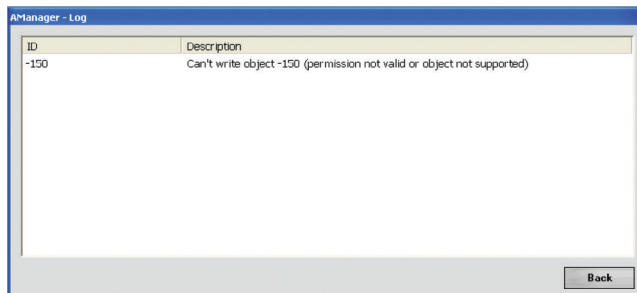 AManager - Log
ID Description
-150 Can't write object -150 (permission not valid or object not supported)
Back